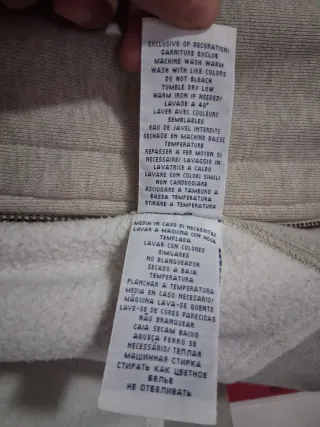 EXCLUSIVE OF DECORATION/
GARNITURE EXCLUE
MACHINE WASH WARM
WASH WITH LIKE COLORS
DO NOT BLEACH
TUMBLE DRY LOW
WARM IRON IF NEEDED/
LAVAGE A 40°
LAVER AVEC COULEURS
SEMBLABLES
EAU DE JAVEL INTERDITE
SECHAGE EN MACHINE BASSE
TEMPERATURE
REPASSER A FER MOYEN SI
NECESSAIRE/ LAVAGGIO IN
LAVATRICE A CALDO
LAVARE CON COLORI SIMILI
NON CANDEGGIARE
ASCIUGARE A TAMBURO A
BASSA TEMPERATURA
STIRARE A TEMPERATURA
MEDIA IN CASO DI NECESSITA/
LAVAR A MAQUINA CON AGUA
TEMPLADA
LAVAR CON COLORES
SIMILARES
NO BLANQUEADOR
SECADO A BAJA
TEMPERATURA
PLANCHAR A TEMPERATURA
MEDIA EN CASO NECESARIO/
MÁQUINA LAVA-SE QUENTE
LAVE-SE DE CORES PARECIDAS
NÃO BRANQUEAR
CAIA SECAM BAIXO
AQUEÇA FERRO SE
NECESSÁRIO/ ТЕПЛАЯ
МАШИННАЯ СТИРКА
СТИРАТЬ КАК ЦВЕТНОЕ
БЕЛЬЕ
НЕ ОТБЕЛИВАТЬ